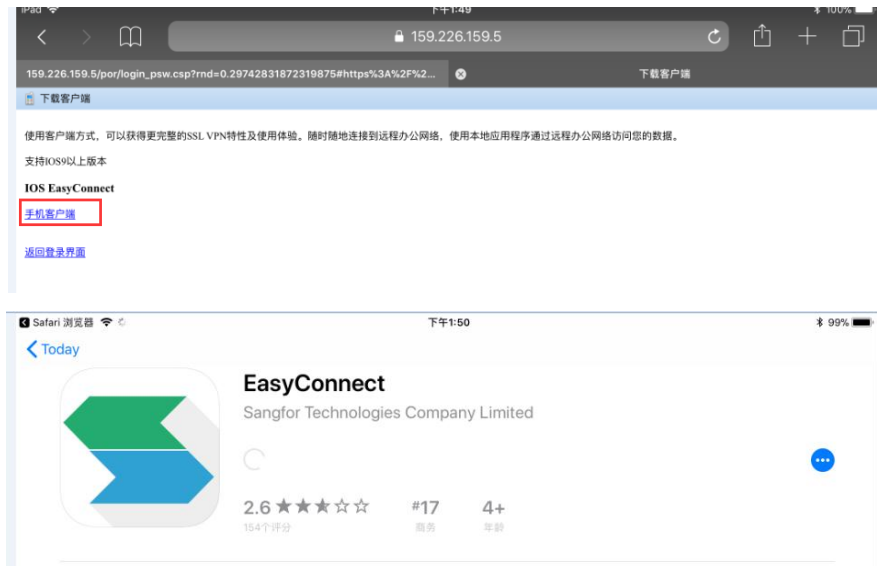 iPad
下午1:49
100%
159.226.159.5
159.226.159.5/por/login_psw.csp?rnd=0.29742831872319875#https%3A%2F%2...
下载客户端
下载客户端
使用客户端方式，可以获得更完整的SSL VPN特性及使用体验。随时随地连接到远程办公网络，使用本地应用程序通过远程办公网络访问您的数据。
支持IOS9以上版本
IOS EasyConnect
手机客户端
返回登录界面
Safari 浏览器
下午1:50
99%
Today
EasyConnect
Sangfor Technologies Company Limited
2.6
#17
4+
154个评分
商务
年龄